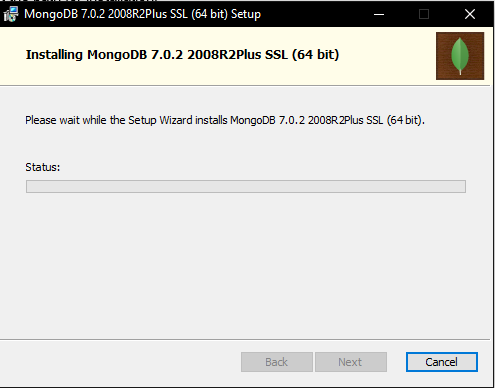 MongoDB 7.0.2 2008R2Plus SSL (64 bit) Setup
Installing MongoDB 7.0.2 2008R2Plus SSL (64 bit)
Please wait while the Setup Wizard installs MongoDB 7.0.2 2008R2Plus SSL (64 bit).
Status:
Back Next Cancel